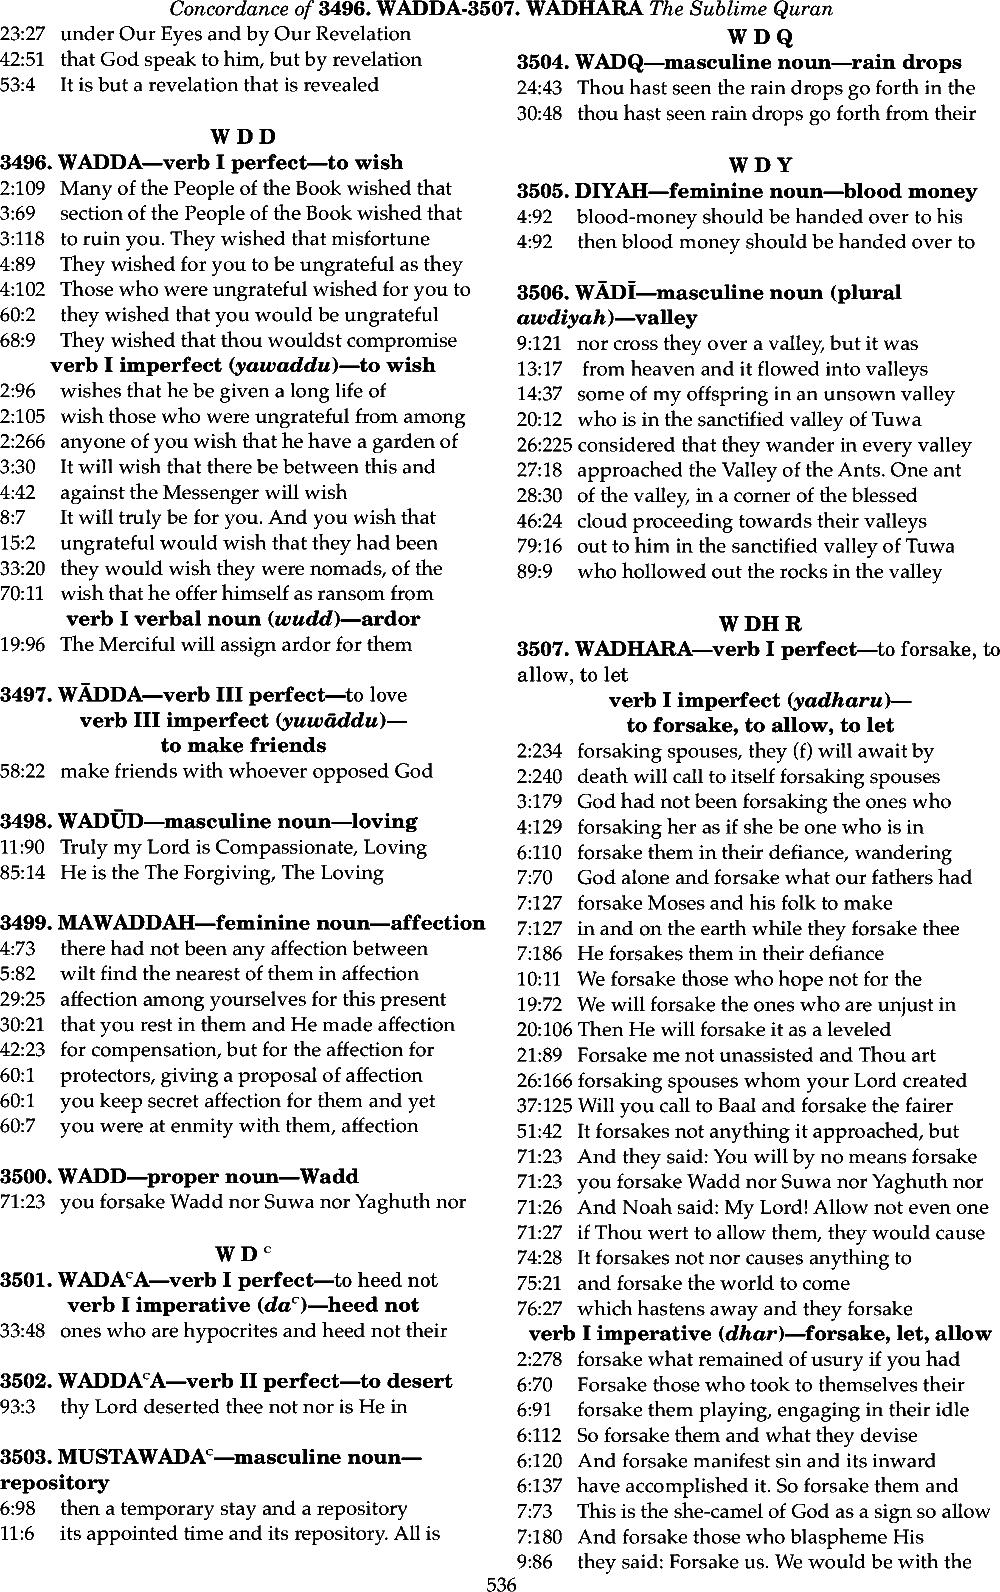 Concordance of 3496. WADDA-3507. WADHARA The Sublime Quran
23:27 under Our Eyes and by Our Revelation
42:51 that God speak to him, but by revelation
53:4 It is but a revelation that is revealed
W D D
3496. WADDA—verb I perfect—to wish
2:109 Many of the People of the Book wished that
3:69 section of the People of the Book wished that
3:118 to ruin you. They wished that misfortune
4:89 They wished for you to be ungrateful as they
4:102 Those who were ungrateful wished for you to
60:2 they wished that you would be ungrateful
68:9 They wished that thou wouldst compromise
verb I imperfect (yawaddu)—to wish
2:96 wishes that he be given a long life of
2:105 wish those who were ungrateful from among
2:266 anyone of you wish that he have a garden of
3:30 It will wish that there be between this and
4:42 against the Messenger will wish
8:7 It will truly be for you. And you wish that
15:2 ungrateful would wish that they had been
33:20 they would wish they were nomads, of the
70:11 wish that he offer himself as ransom from
verb I verbal noun (wudd)—ardor
19:96 The Merciful will assign ardor for them
3497. WĀDDA—verb III perfect—to love
verb III imperfect (yuwāddu)—
to make friends
58:22 make friends with whoever opposed God
3498. WADŪD—masculine noun—loving
11:90 Truly my Lord is Compassionate, Loving
85:14 He is the The Forgiving, The Loving
3499. MAWADDAH—feminine noun—affection
4:73 there had not been any affection between
5:82 wilt find the nearest of them in affection
29:25 affection among yourselves for this present
30:21 that you rest in them and He made affection
42:23 for compensation, but for the affection for
60:1 protectors, giving a proposal of affection
60:1 you keep secret affection for them and yet
60:7 you were at enmity with them, affection
3500. WADD—proper noun—Wadd
71:23 you forsake Wadd nor Suwa nor Yaghuth nor
W D ᶜ
3501. WADAᶜA—verb I perfect—to heed not
verb I imperative (daᶜ)—heed not
33:48 ones who are hypocrites and heed not their
3502. WADDAᶜA—verb II perfect—to desert
93:3 thy Lord deserted thee not nor is He in
3503. MUSTAWADAᶜ—masculine noun—
repository
6:98 then a temporary stay and a repository
11:6 its appointed time and its repository. All is
W D Q
3504. WADQ—masculine noun—rain drops
24:43 Thou hast seen the rain drops go forth in the
30:48 thou hast seen rain drops go forth from their
W D Y
3505. DIYAH—feminine noun—blood money
4:92 blood-money should be handed over to his
4:92 then blood money should be handed over to
3506. WĀDĪ—masculine noun (plural
awdiyah)—valley
9:121 nor cross they over a valley, but it was
13:17 from heaven and it flowed into valleys
14:37 some of my offspring in an unsown valley
20:12 who is in the sanctified valley of Tuwa
26:225 considered that they wander in every valley
27:18 approached the Valley of the Ants. One ant
28:30 of the valley, in a corner of the blessed
46:24 cloud proceeding towards their valleys
79:16 out to him in the sanctified valley of Tuwa
89:9 who hollowed out the rocks in the valley
W DH R
3507. WADHARA—verb I perfect—to forsake, to
allow, to let
verb I imperfect (yadharu)—
to forsake, to allow, to let
2:234 forsaking spouses, they (f) will await by
2:240 death will call to itself forsaking spouses
3:179 God had not been forsaking the ones who
4:129 forsaking her as if she be one who is in
6:110 forsake them in their defiance, wandering
7:70 God alone and forsake what our fathers had
7:127 forsake Moses and his folk to make
7:127 in and on the earth while they forsake thee
7:186 He forsakes them in their defiance
10:11 We forsake those who hope not for the
19:72 We will forsake the ones who are unjust in
20:106 Then He will forsake it as a leveled
21:89 Forsake me not unassisted and Thou art
26:166 forsaking spouses whom your Lord created
37:125 Will you call to Baal and forsake the fairer
51:42 It forsakes not anything it approached, but
71:23 And they said: You will by no means forsake
71:23 you forsake Wadd nor Suwa nor Yaghuth nor
71:26 And Noah said: My Lord! Allow not even one
71:27 if Thou wert to allow them, they would cause
74:28 It forsakes not nor causes anything to
75:21 and forsake the world to come
76:27 which hastens away and they forsake
verb I imperative (dhar)—forsake, let, allow
2:278 forsake what remained of usury if you had
6:70 Forsake those who took to themselves their
6:91 forsake them playing, engaging in their idle
6:112 So forsake them and what they devise
6:120 And forsake manifest sin and its inward
6:137 have accomplished it. So forsake them and
7:73 This is the she-camel of God as a sign so allow
7:180 And forsake those who blaspheme His
9:86 they said: Forsake us. We would be with the
536